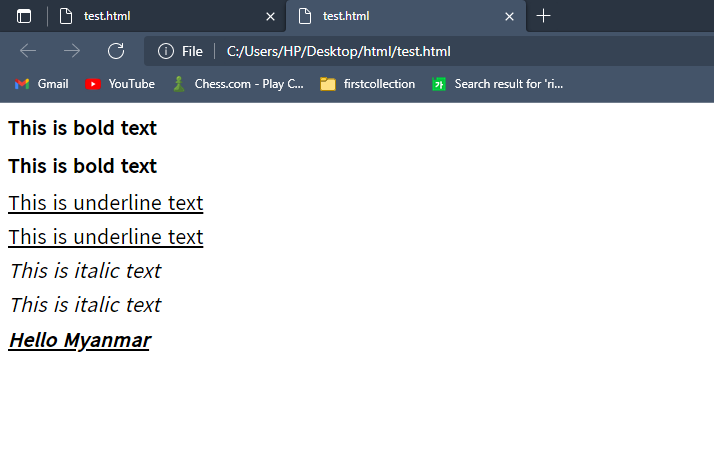 test.html test.html
File C:/Users/HP/Desktop/html/test.html
Gmail YouTube Chess.com - Play C... firstcollection 가 Search result for 'ri...
This is bold text
This is bold text
This is underline text
This is underline text
This is italic text
This is italic text
Hello Myanmar